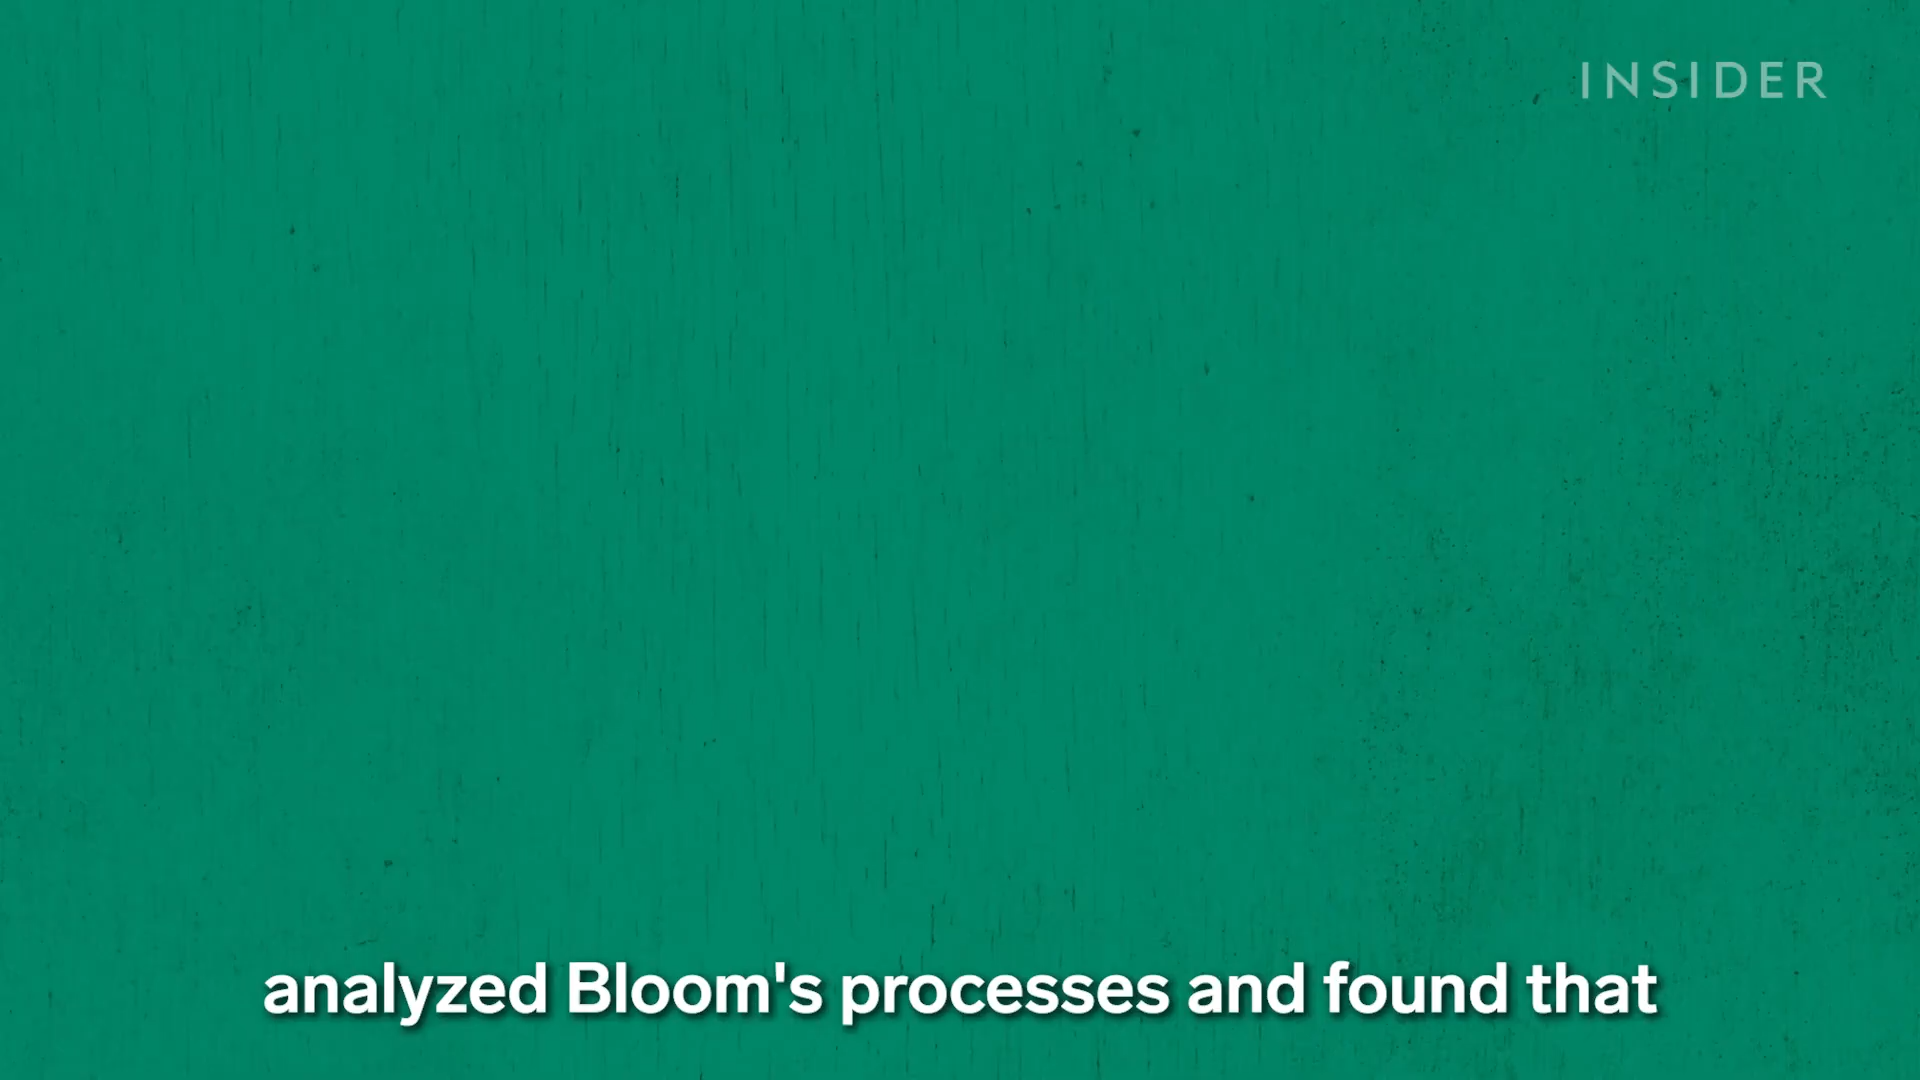 INSIDER
analyzed Bloom's processes and found that